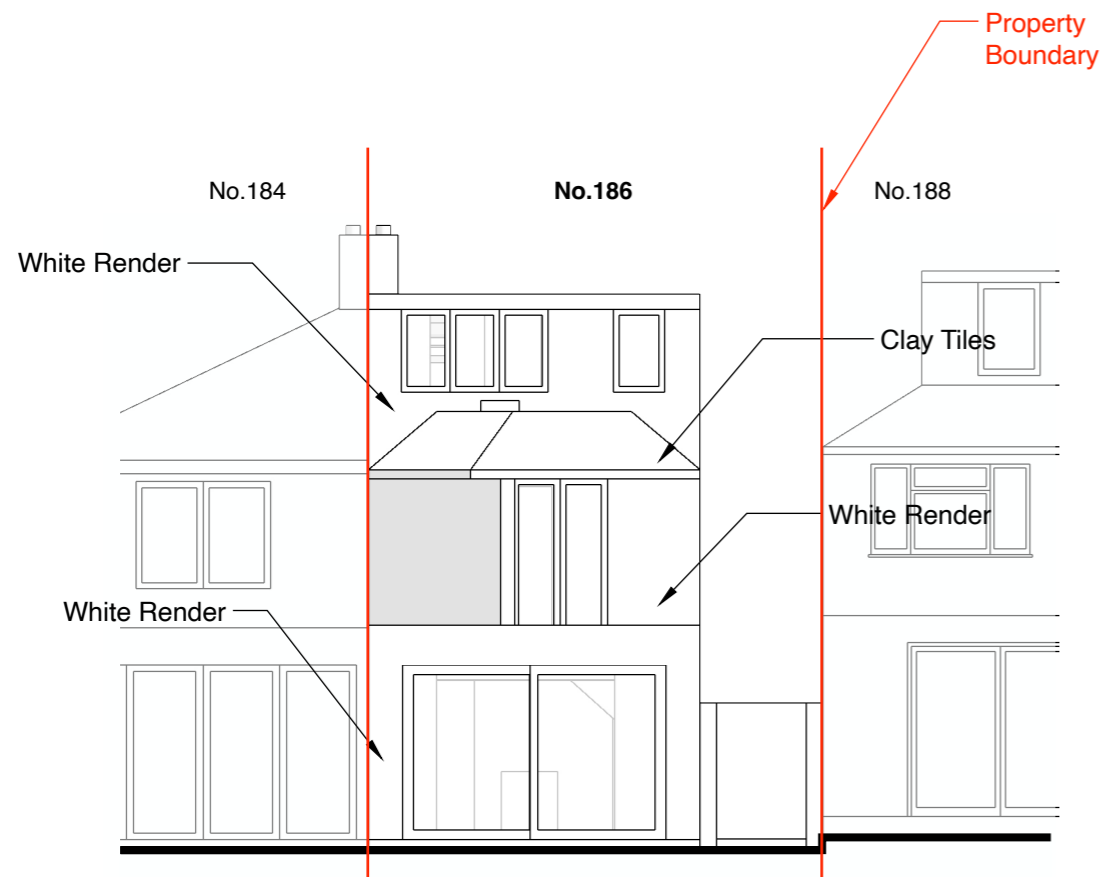 Property
Boundary
No.184
No.186
No.188
White Render
Clay Tiles
White Render
White Render